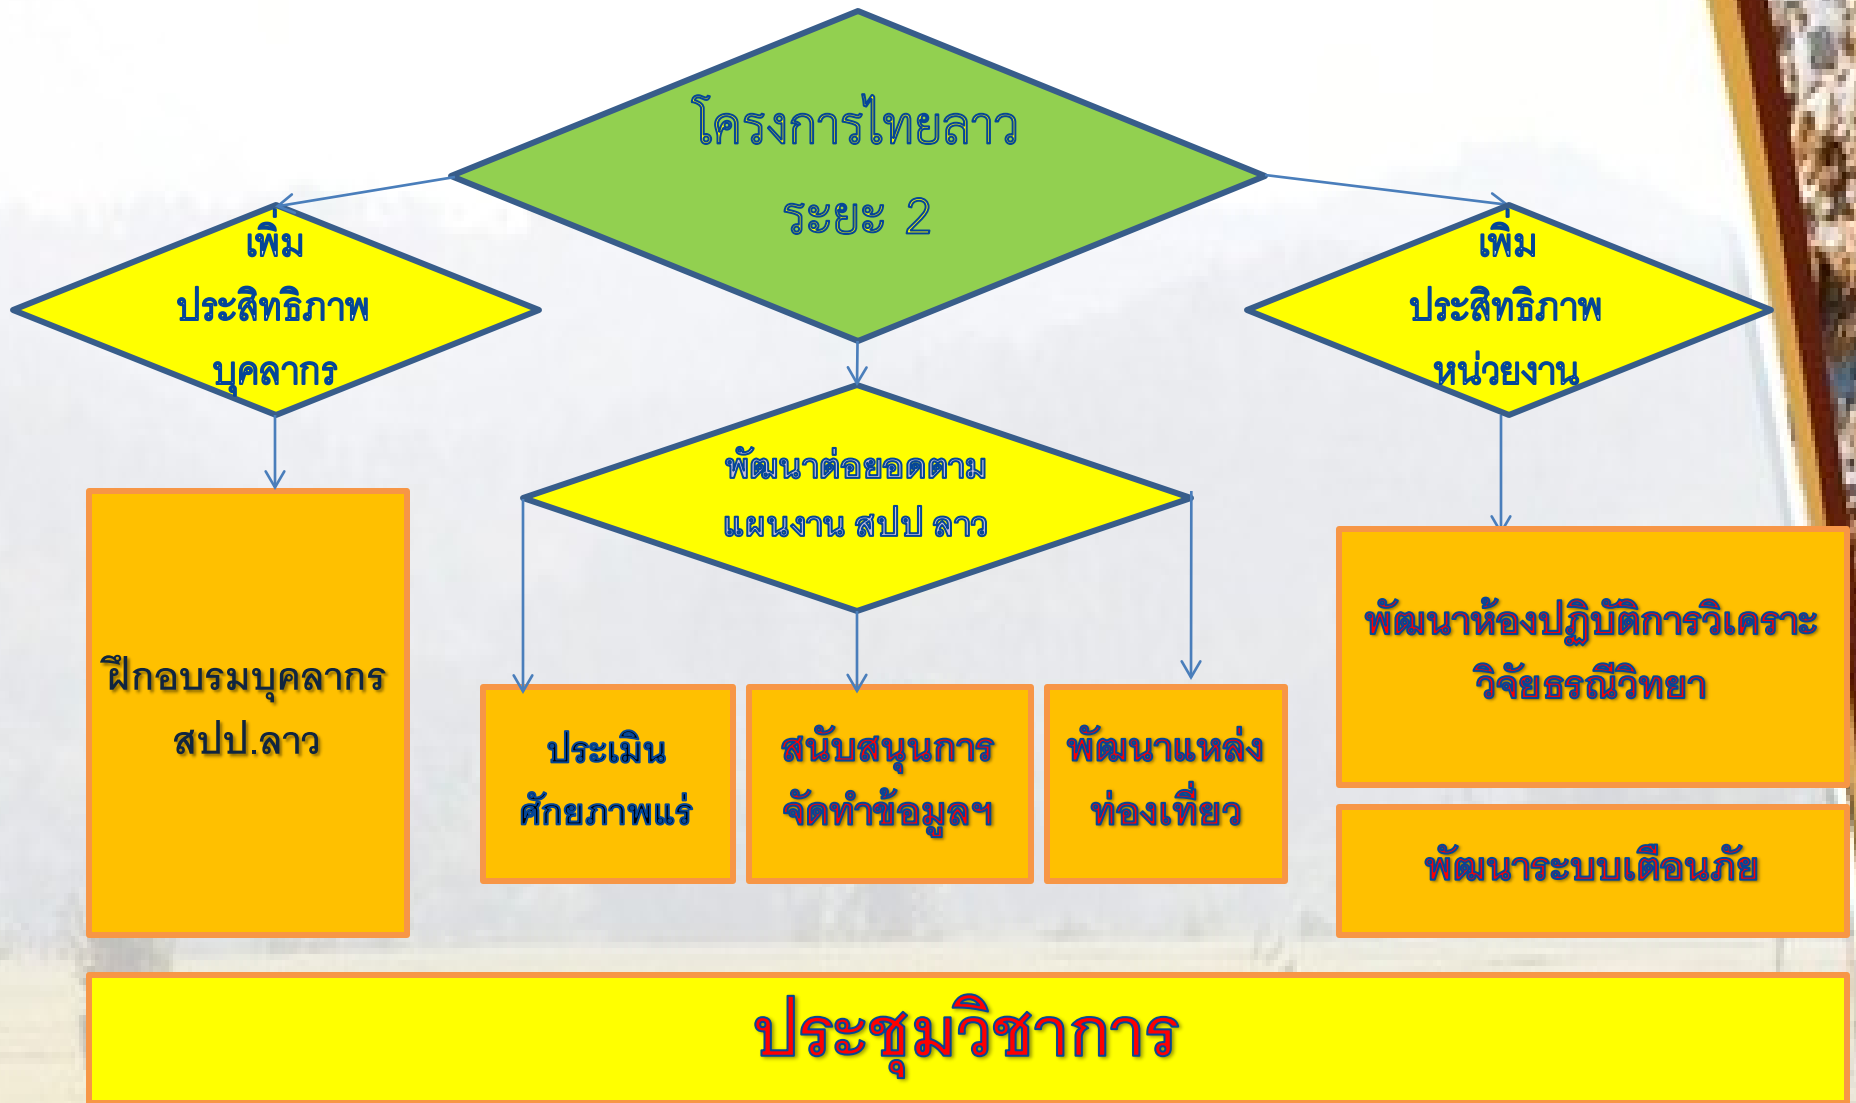 โครงการไทยลาว
ระยะ 2
เพิ่ม
ประสิทธิภาพ
บุคลากร
เพิ่ม
ประสิทธิภาพ
หน่วยงาน
พัฒนาต่อยอดตาม
แผนงาน สปป ลาว
ฝึกอบรมบุคลากร
สปป.ลาว
ประเมิน
ศักยภาพแร่
สนับสนุนการ
จัดทำข้อมูลฯ
พัฒนาแหล่ง
ท่องเที่ยว
พัฒนาห้องปฏิบัติการวิเคราะ
วิจัยธรณีวิทยา
พัฒนาระบบเตือนภัย
ประชุมวิชาการ